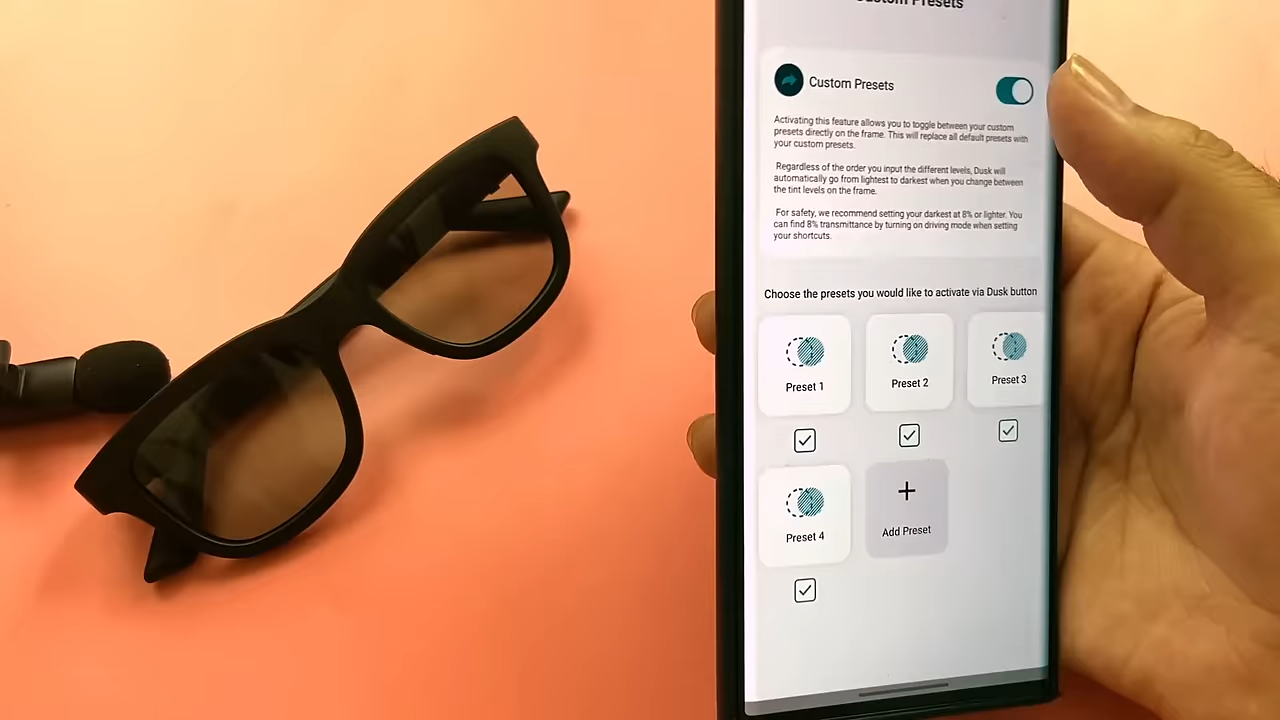 Custom Presets
Custom Presets
Activating this feature allows you to toggle between your custom
presets directly on the frame. This will replace all default presets with
your custom presets.
Regardless of the order you input the different levels, Dusk will
automatically go from lightest to darkest when you change between
the tint levels on the frame.
For safety, we recommend setting your darkest at 8% or lighter. You
can find 8% transmittance by turning on driving mode when setting
your shortcuts.
Choose the presets you would like to activate via Dusk button
Preset 1
Preset 2
Preset 3
Preset 4
Add Preset